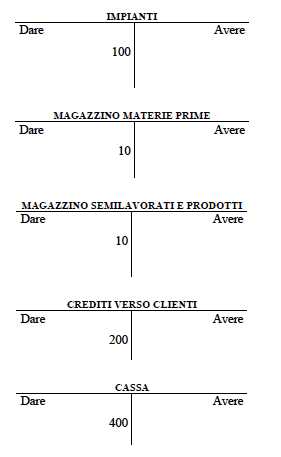 IMPIANTI
Dare Avere
100
MAGAZZINO MATERIE PRIME
Dare Avere
10
MAGAZZINO SEMILAVORATI E PRODOTTI
Dare Avere
10
CREDITI VERSO CLIENTI
Dare Avere
200
CASSA
Dare Avere
400